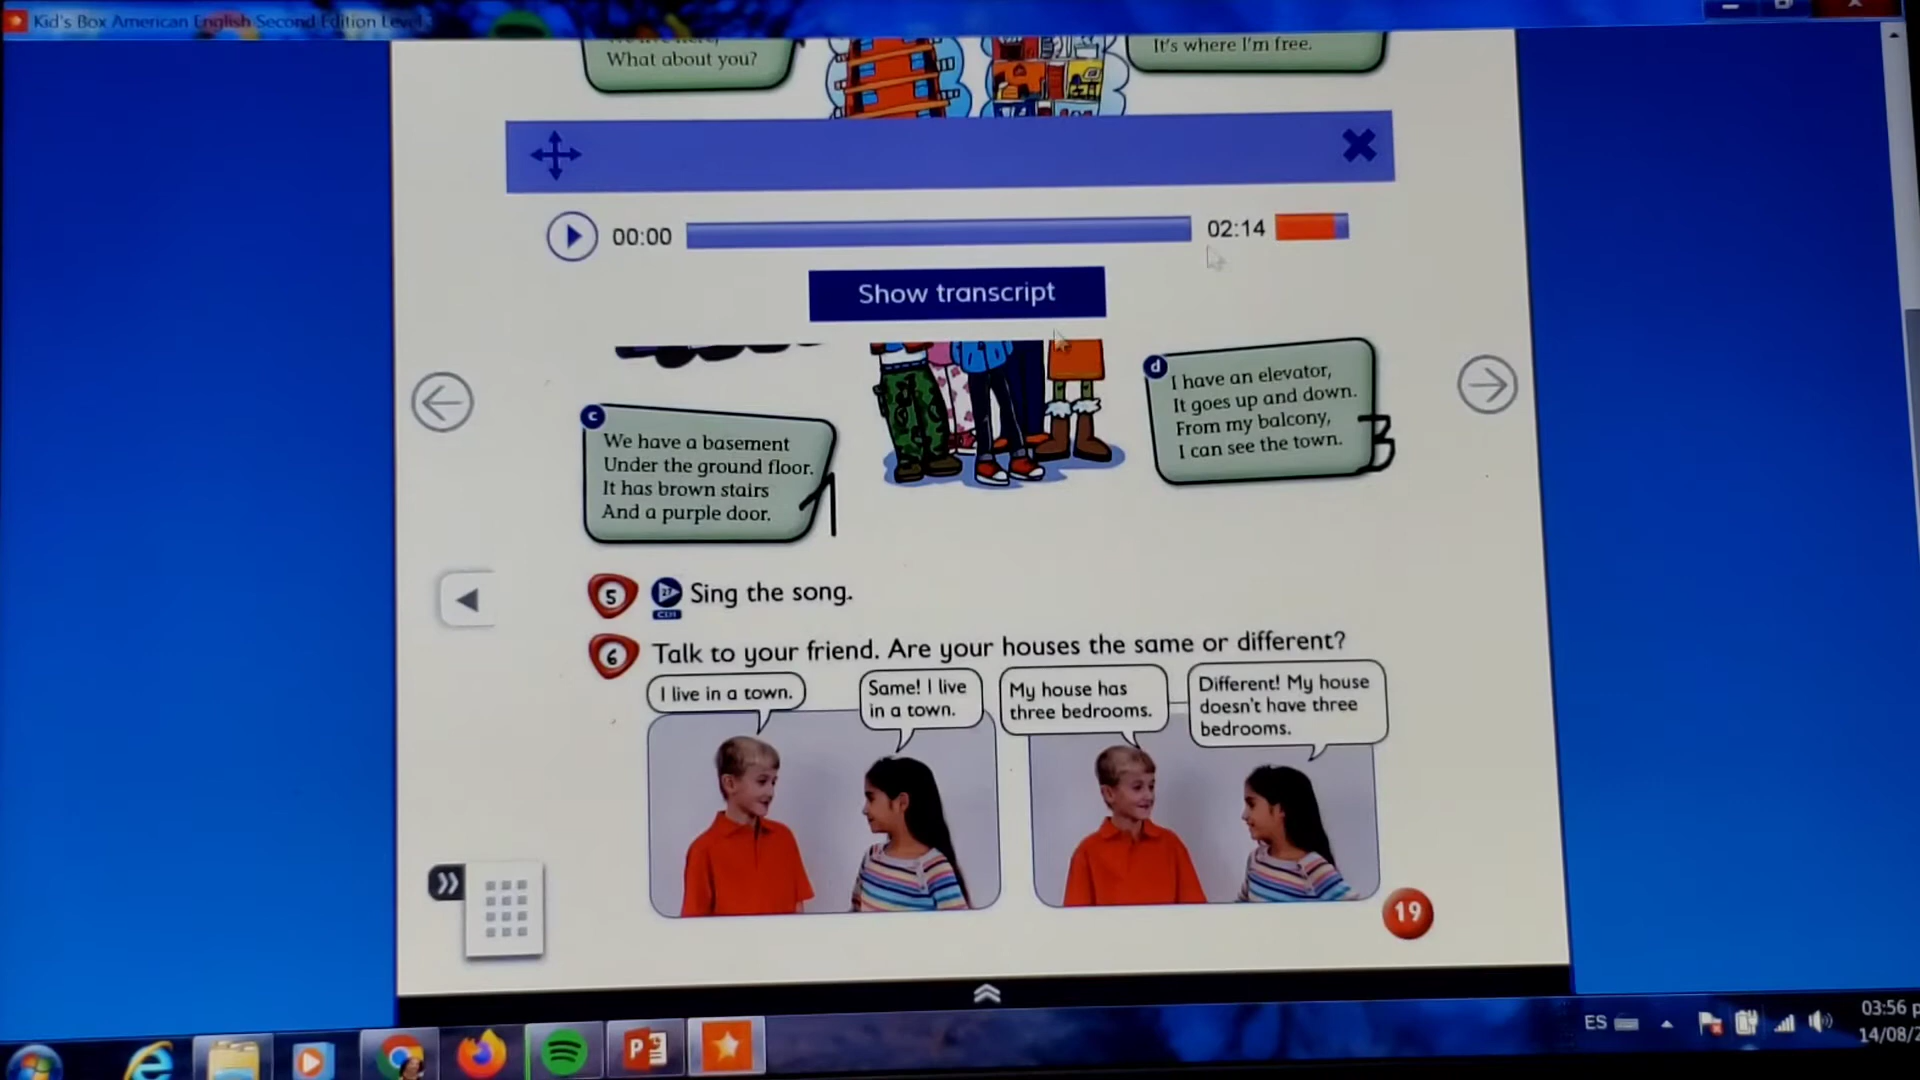 Kid's Box American English Second Edition Level 3
What about you?
It's where I'm free.
00:00
02:14
Show transcript
d
I have an elevator,
It goes up and down.
From my balcony,
I can see the town.
3
c
We have a basement
Under the ground floor.
It has brown stairs
And a purple door.
1
5
27
CD1
Sing the song.
6
Talk to your friend. Are your houses the same or different?
I live in a town.
Same! I live
in a town.
My house has
three bedrooms.
Different! My house
doesn't have three
bedrooms.
19
ES
03:56 p
14/08/2